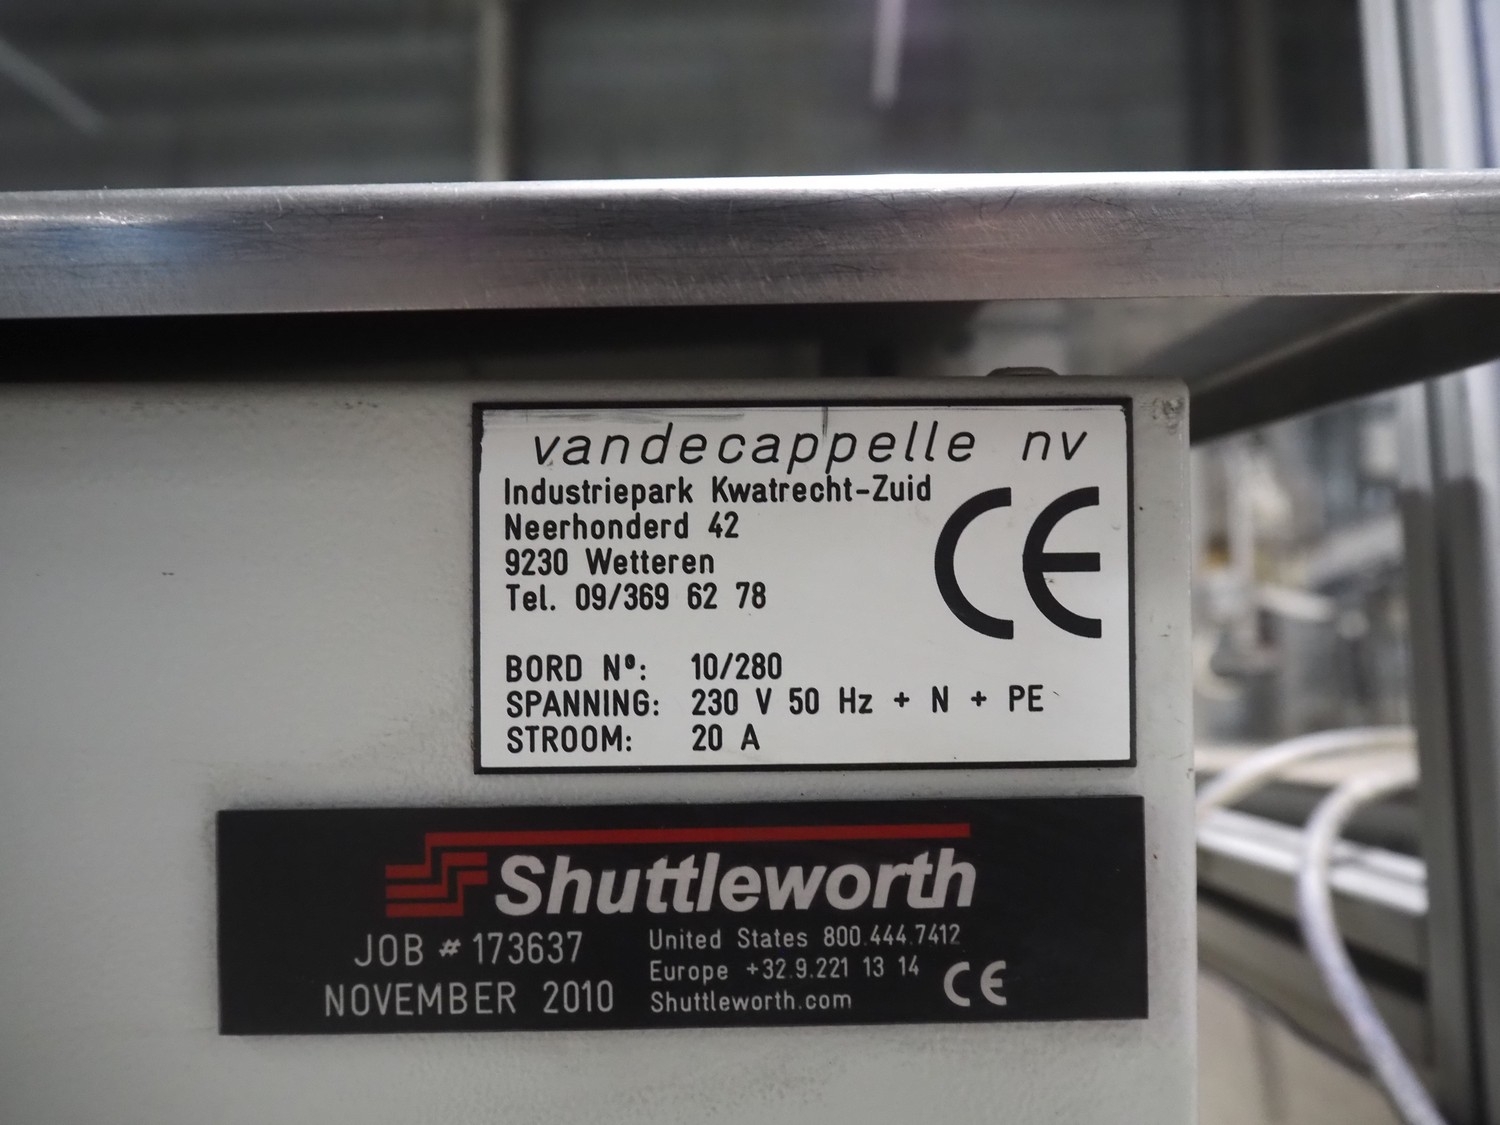 vandecappelle nv
Industriepark Kwatrecht-Zuid
Neerhonderd 42
9230 Wetteren
Tel. 09/369 62 78
CE
BORD Nº: 10/280
SPANNING: 230 V 50 Hz + N + PE
STROOM: 20 A
Shuttleworth
JOB # 173637
NOVEMBER 2010
United States 800.444.7412
Europe +32.9.221 13 14
Shuttleworth.com
CE